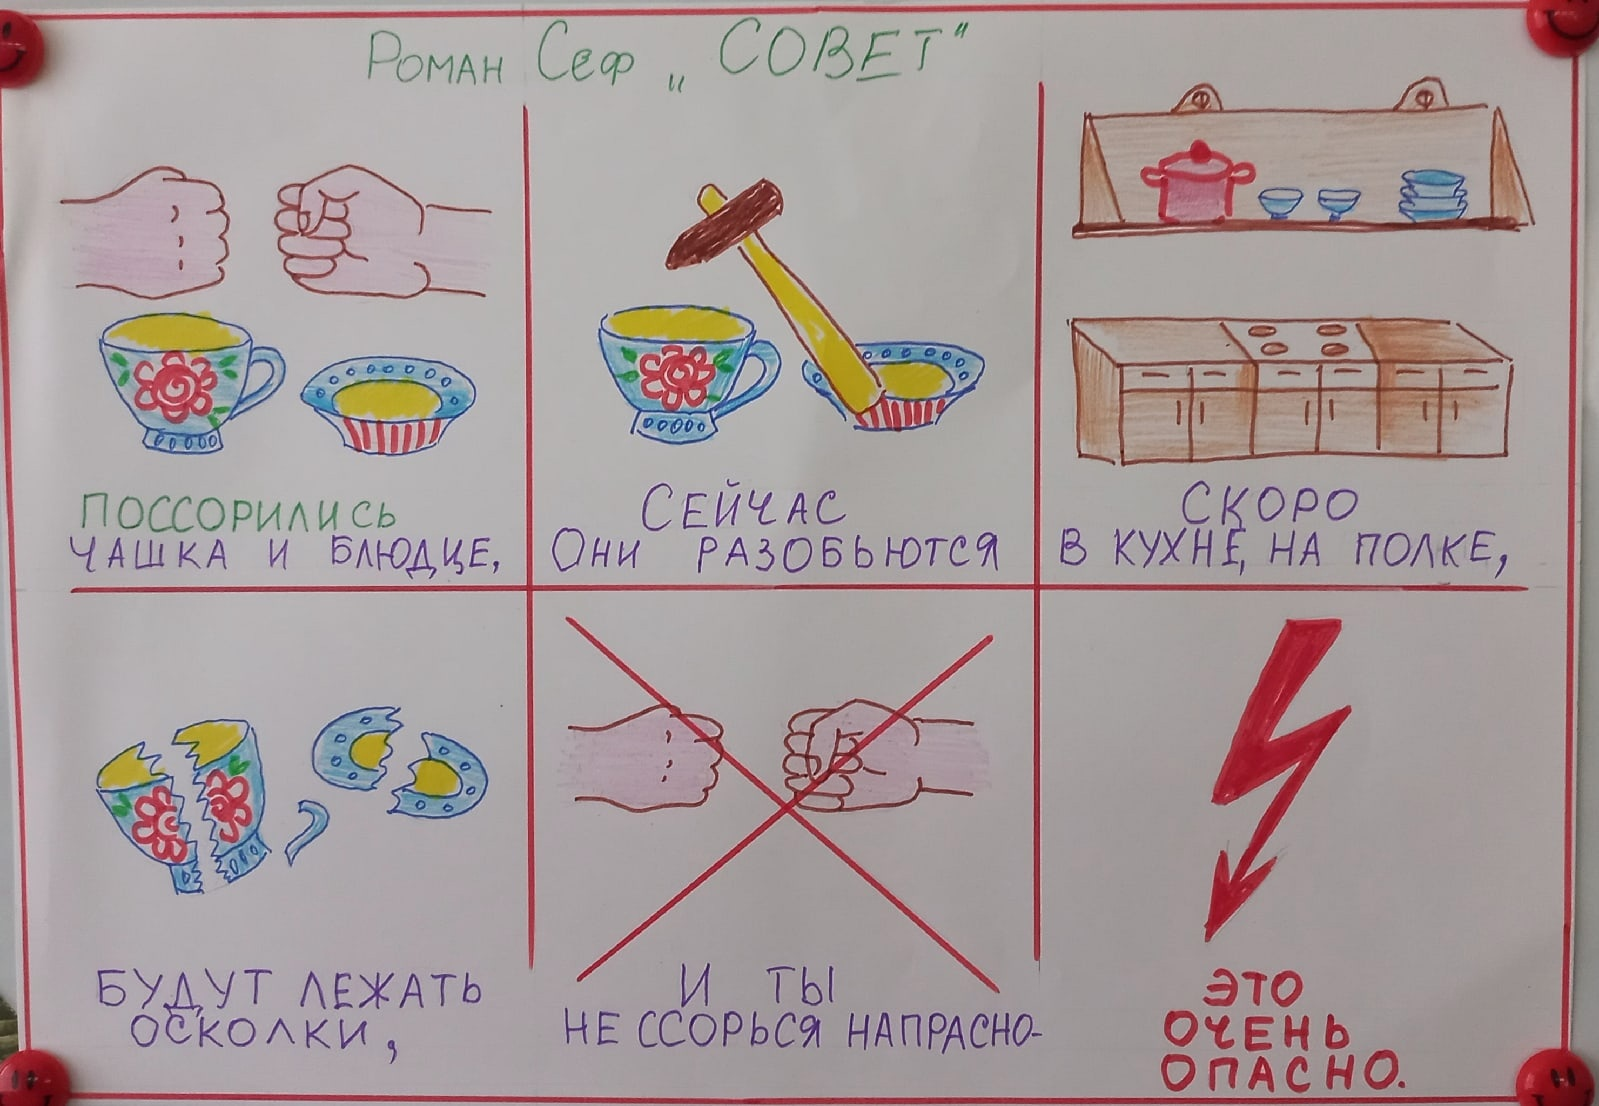 Роман Сеф „СОВЕТ"
ПОССОРИЛИСЬ
ЧАШКА И БЛЮДЦЕ,
СЕЙЧАС
ОНИ РАЗОБЬЮТСЯ
СКОРО
В КУХНЕ, НА ПОЛКЕ,
БУДУТ ЛЕЖАТЬ
ОСКОЛКИ,
И ТЫ
НЕ ССОРЬСЯ НАПРАСНО-
ЭТО
ОЧЕНЬ
ОПАСНО.